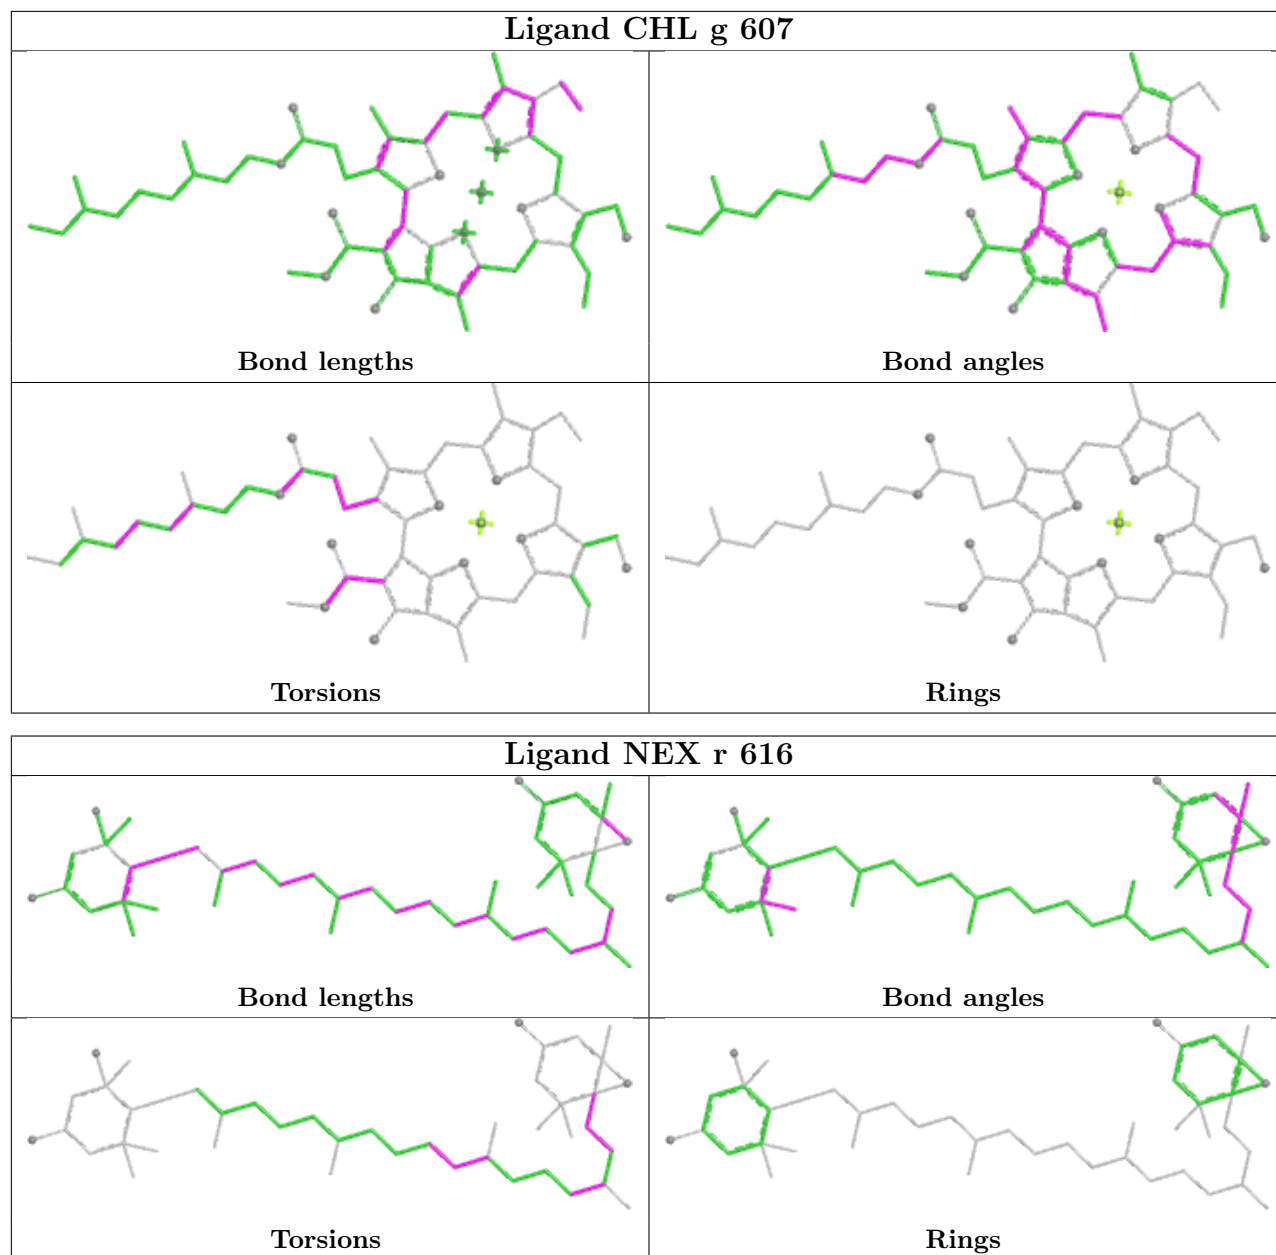 Ligand CHL g 607
Bond lengths
Bond angles
Torsions
Rings
Ligand NEX r 616
Bond lengths
Bond angles
Torsions
Rings